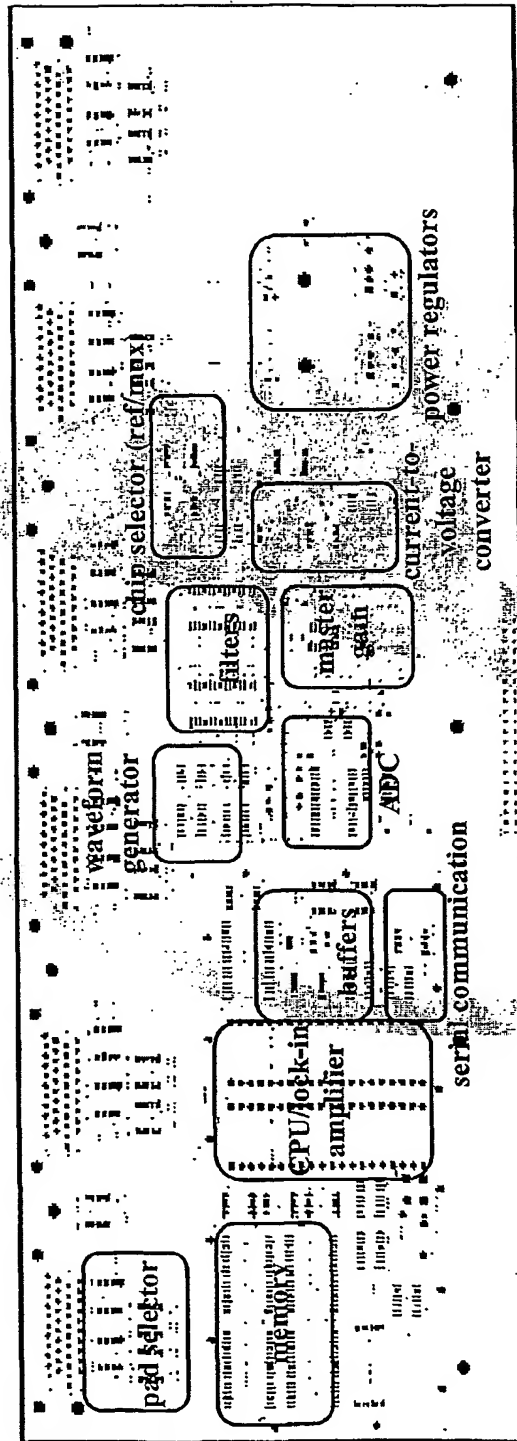 pad selector
memory
CPU/lock-in
amplifier
serial communication
buffers
waveform
generator
ADC
filters
master
gain
chip selector (ref/mux)
current-to-
voltage
converter
power regulators